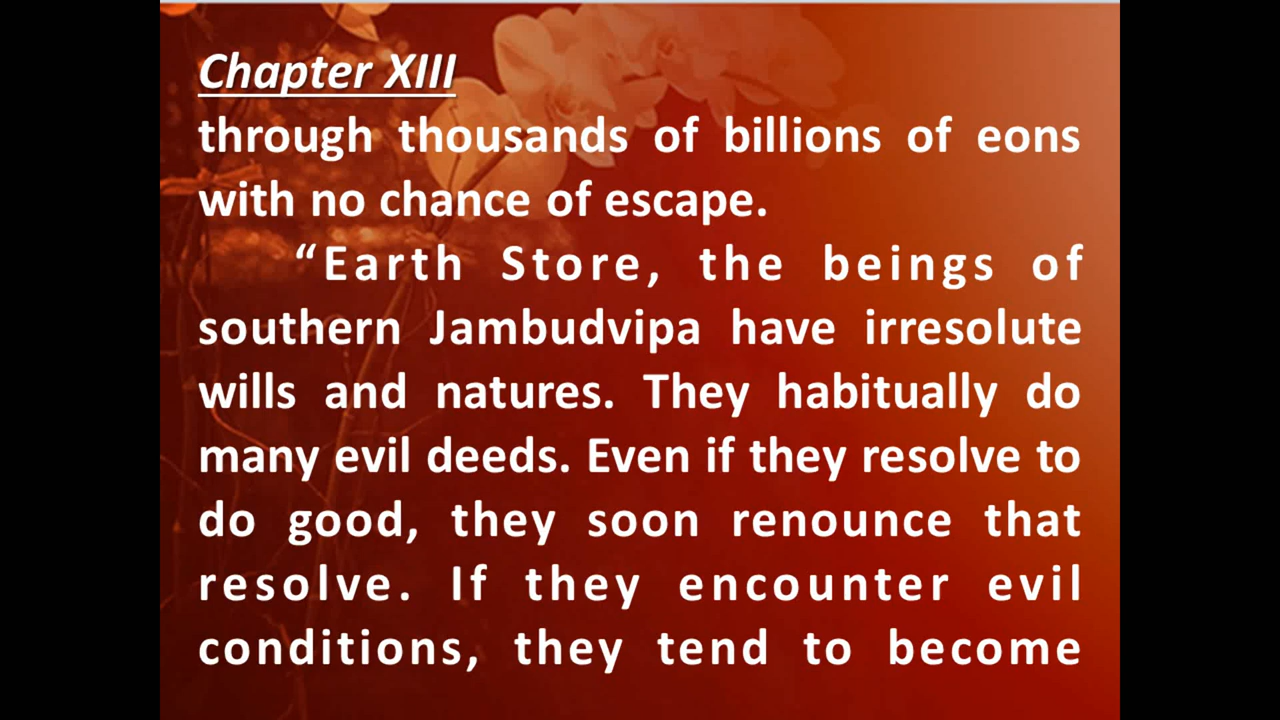 Chapter XIII
through thousands of billions of eons
with no chance of escape.
“Earth Store, the beings of
southern Jambudvipa have irresolute
wills and natures. They habitually do
many evil deeds. Even if they resolve to
do good, they soon renounce that
resolve. If they encounter evil
conditions, they tend to become